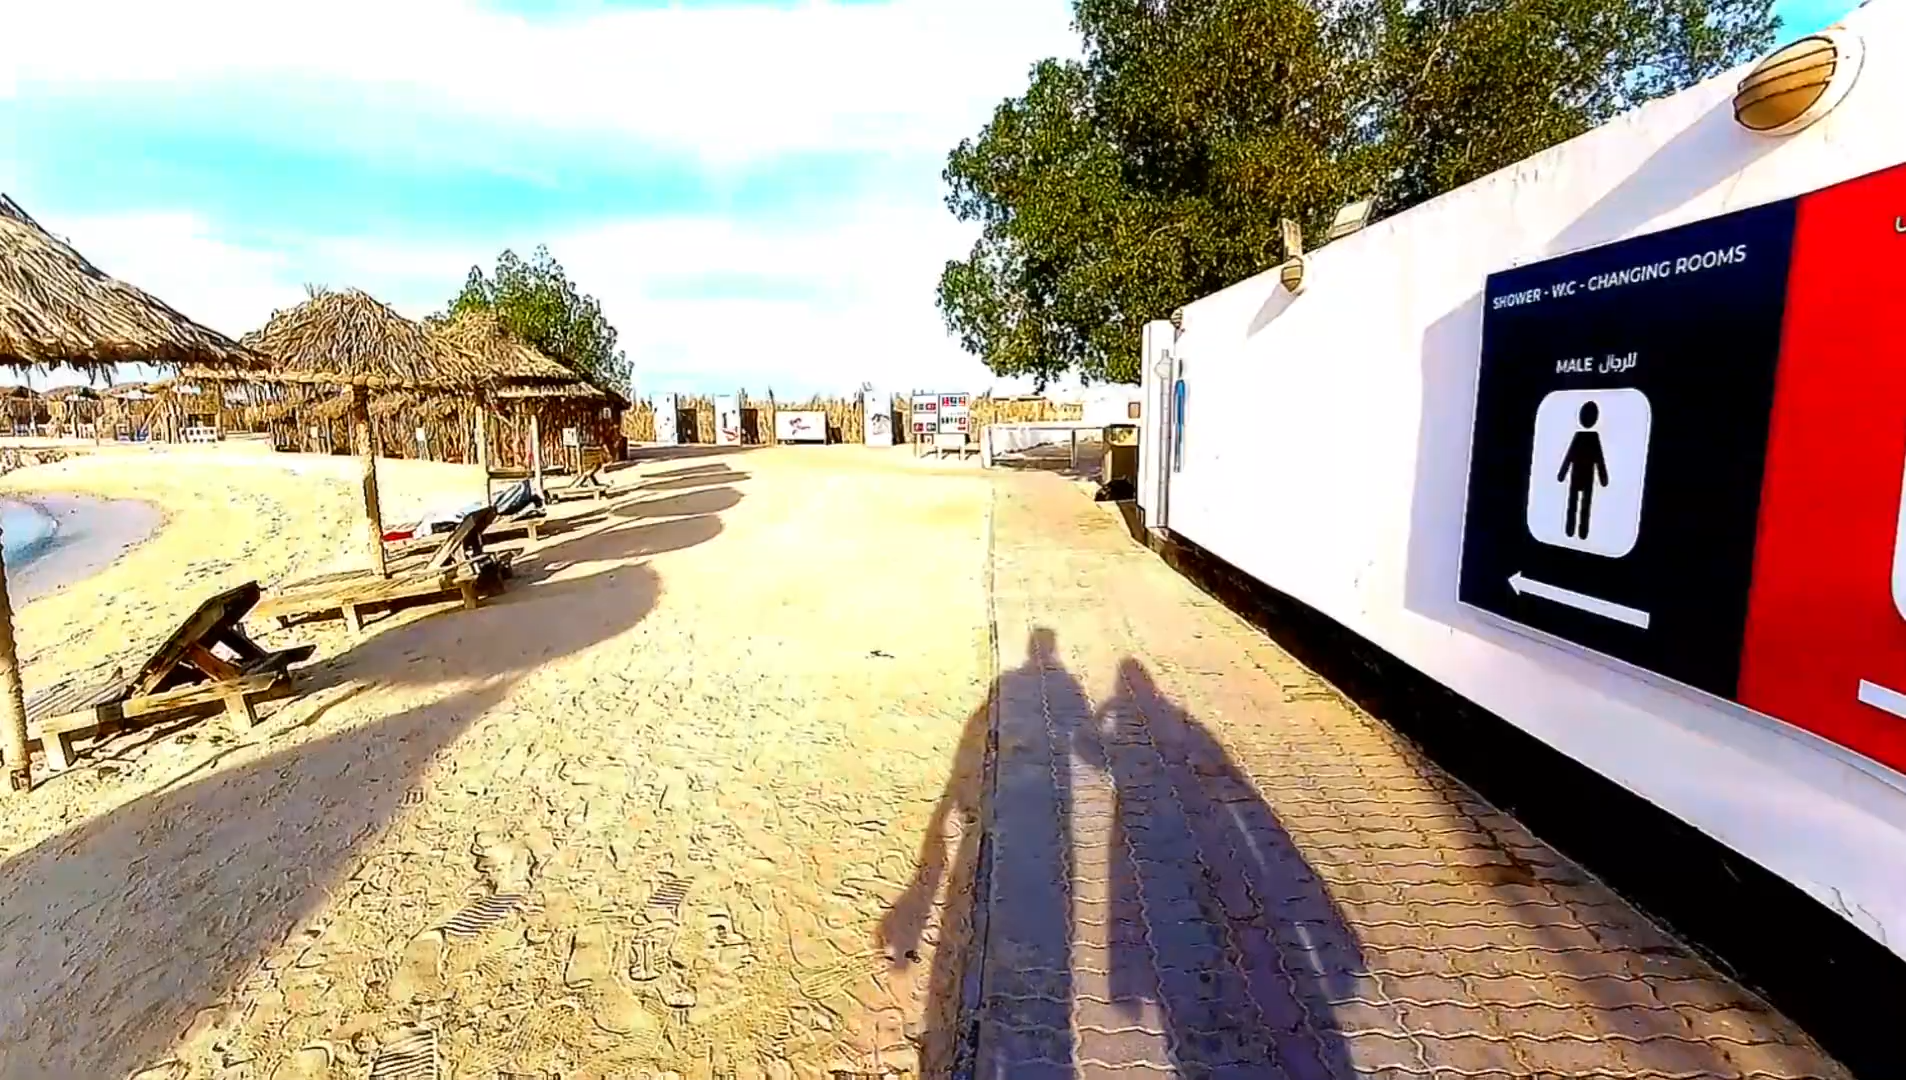 SHOWER - W.C - CHANGING ROOMS
MALE للرجال